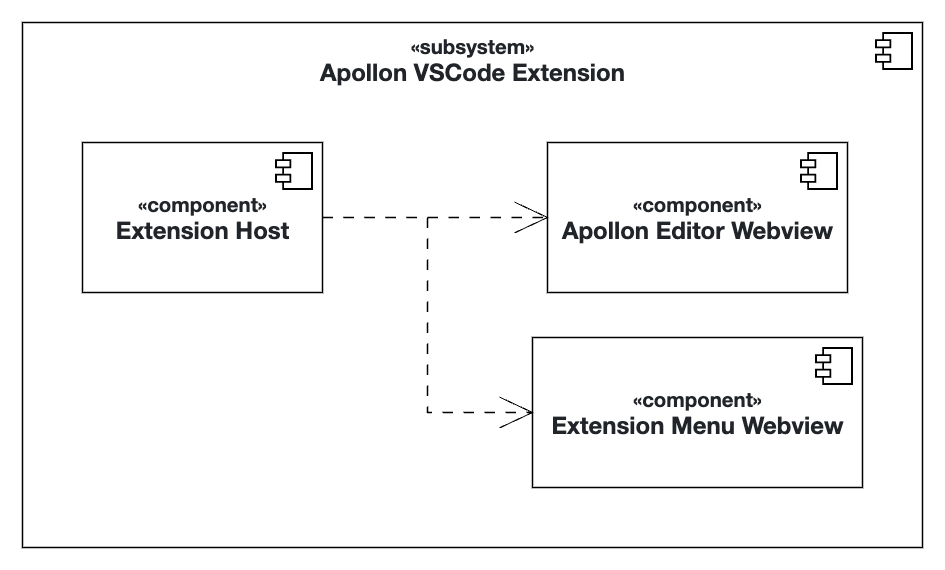 «subsystem»
Apollon VSCode Extension
«component»
Extension Host
«component»
Apollon Editor Webview
«component»
Extension Menu Webview